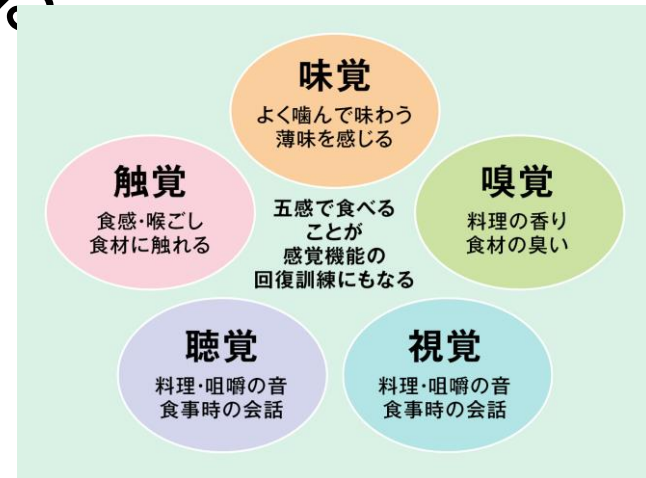 味覚
よく噛んで味わう
薄味を感じる
触覚
食感・喉ごし
食材に触れる
嗅覚
料理の香り
食材の臭い
五感で食べる
ことが
感覚機能の
回復訓練にもなる
聴覚
料理・咀嚼の音
食事時の会話
視覚
料理・咀嚼の音
食事時の会話